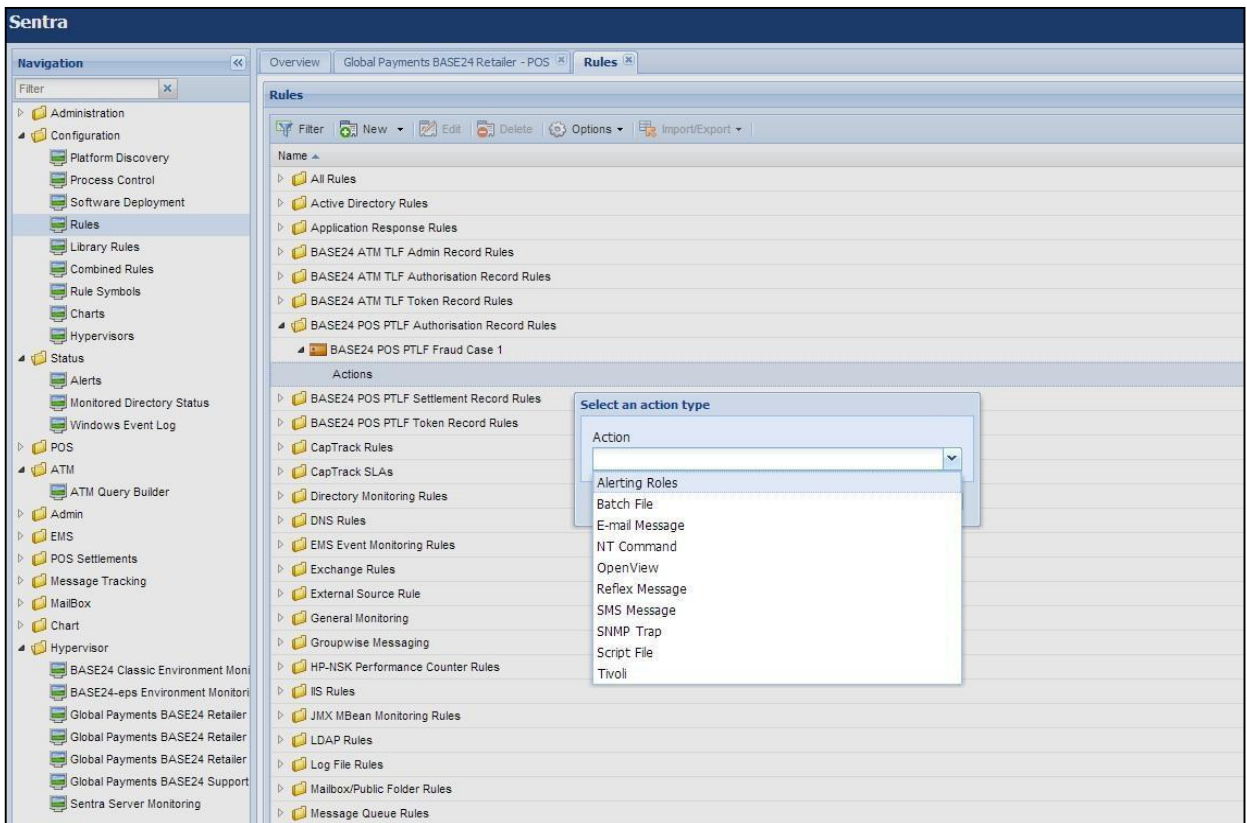 Sentra
Navigation
Filter
Administration
Configuration
Platform Discovery
Process Control
Software Deployment
Rules
Library Rules
Combined Rules
Rule Symbols
Charts
Hypervisors
Status
Alerts
Monitored Directory Status
Windows Event Log
POS
ATM
ATM Query Builder
Admin
EMS
POS Settlements
Message Tracking
MailBox
Chart
Hypervisor
BASE24 Classic Environment Moni
BASE24-eps Environment Monitori
Global Payments BASE24 Retailer
Global Payments BASE24 Retailer
Global Payments BASE24 Retailer
Global Payments BASE24 Support
Sentra Server Monitoring
Overview Global Payments BASE24 Retailer - POS Rules
Rules
Filter New Edit Delete Options Import/Export
Name
All Rules
Active Directory Rules
Application Response Rules
BASE24 ATM TLF Admin Record Rules
BASE24 ATM TLF Authorisation Record Rules
BASE24 ATM TLF Token Record Rules
BASE24 POS PTLF Authorisation Record Rules
BASE24 POS PTLF Fraud Case 1
Actions
BASE24 POS PTLF Settlement Record Rules
BASE24 POS PTLF Token Record Rules
CapTrack Rules
CapTrack SLAs
Directory Monitoring Rules
DNS Rules
EMS Event Monitoring Rules
Exchange Rules
External Source Rule
General Monitoring
Groupwise Messaging
HP-NSK Performance Counter Rules
IIS Rules
JMX MBean Monitoring Rules
LDAP Rules
Log File Rules
Mailbox/Public Folder Rules
Message Queue Rules
Select an action type
Action
Alerting Roles
Batch File
E-mail Message
NT Command
OpenView
Reflex Message
SMS Message
SNMP Trap
Script File
Tivoli